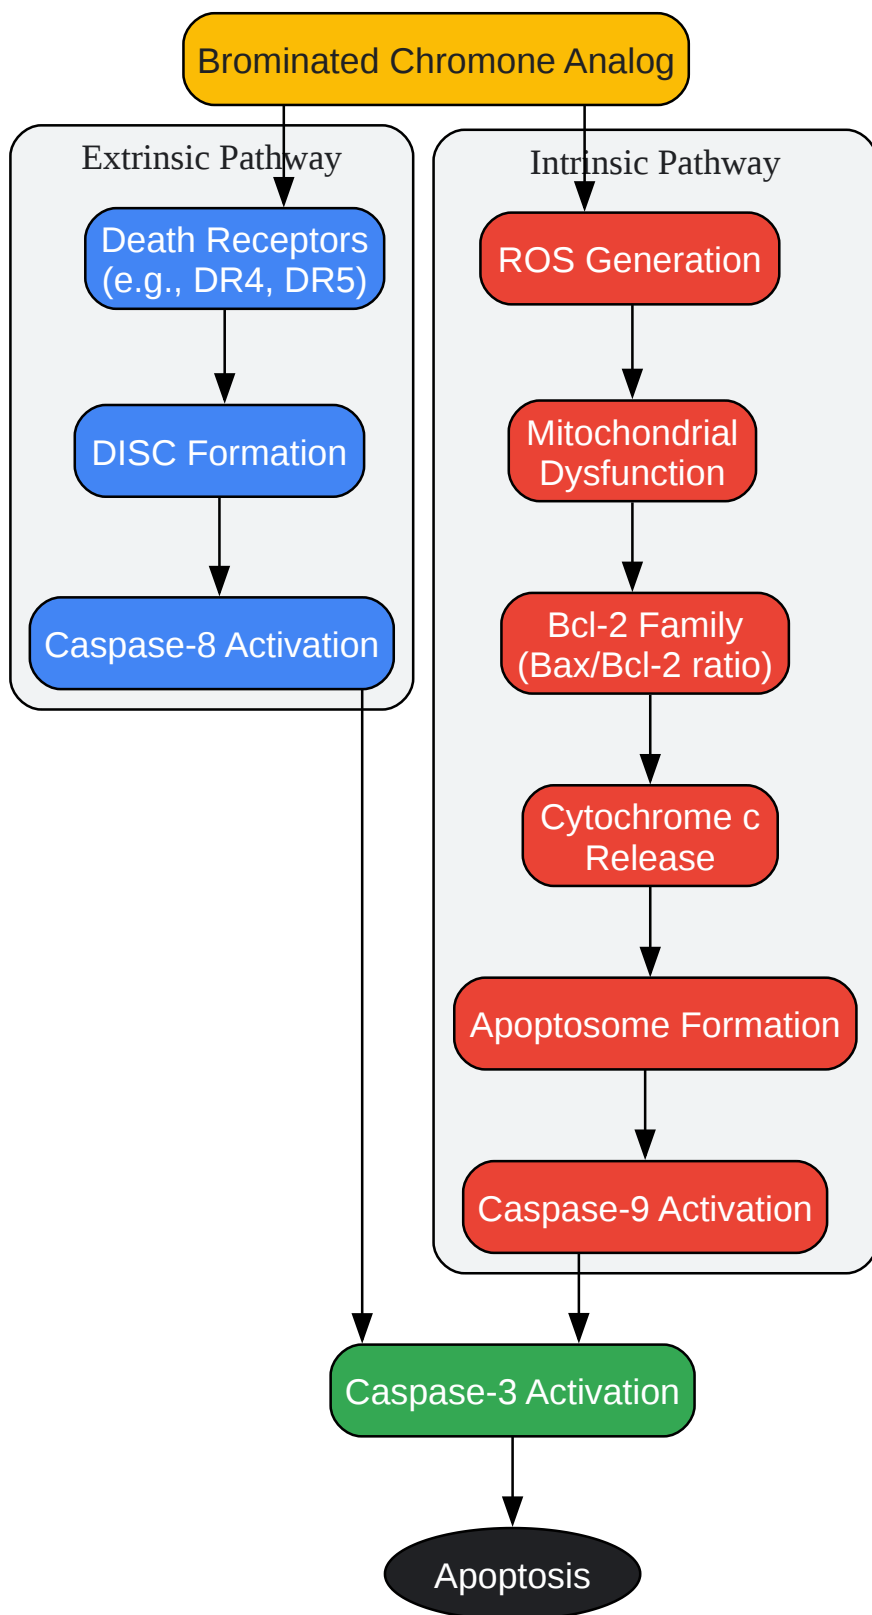 Brominated Chromone Analog
Extrinsic Pathway
Death Receptors
(e.g., DR4, DR5)
DISC Formation
Caspase-8 Activation
Intrinsic Pathway
ROS Generation
Mitochondrial
Dysfunction
Bcl-2 Family
(Bax/Bcl-2 ratio)
Cytochrome c
Release
Apoptosome Formation
Caspase-9 Activation
Caspase-3 Activation
Apoptosis